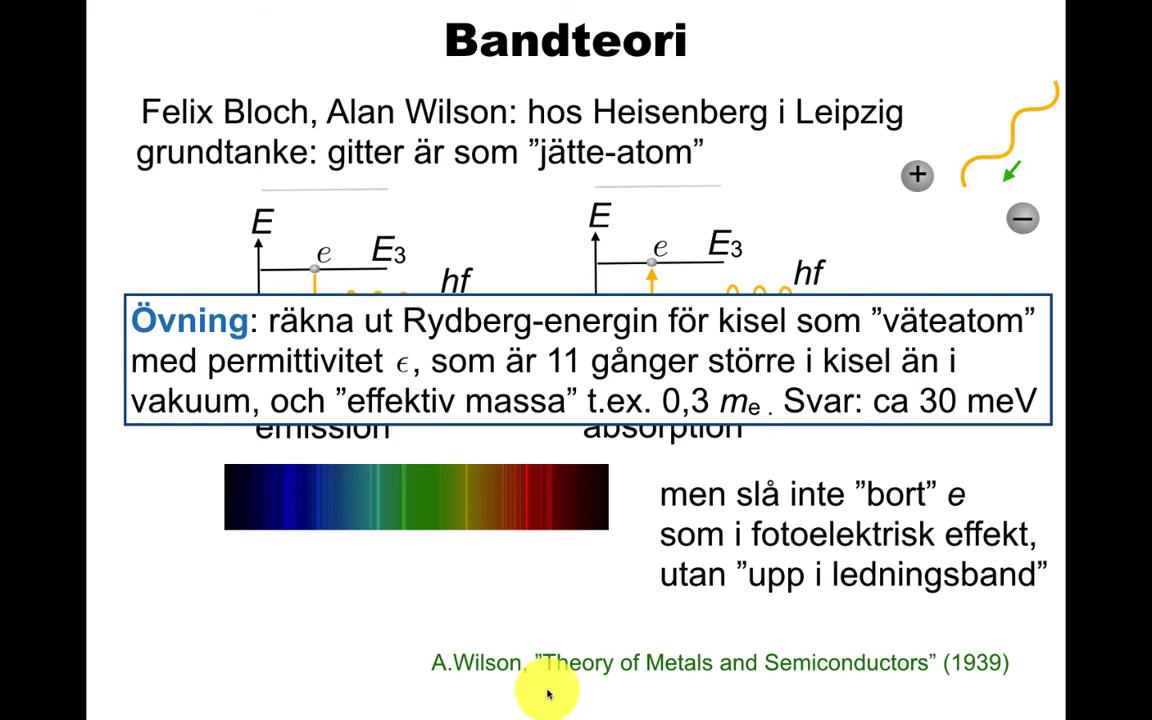 Bandteori
Felix Bloch, Alan Wilson: hos Heisenberg i Leipzig
grundtanke: gitter är som ”jätte-atom”
+
−
E
e
E3
hf
E
e
E3
hf
Övning: räkna ut Rydberg-energin för kisel som ”väteatom”
med permittivitet ϵ, som är 11 gånger större i kisel än i
vakuum, och ”effektiv massa” t.ex. 0,3 me . Svar: ca 30 meV
emission
absorption
men slå inte ”bort” e
som i fotoelektrisk effekt,
utan ”upp i ledningsband”
A.Wilson, ”Theory of Metals and Semiconductors” (1939)